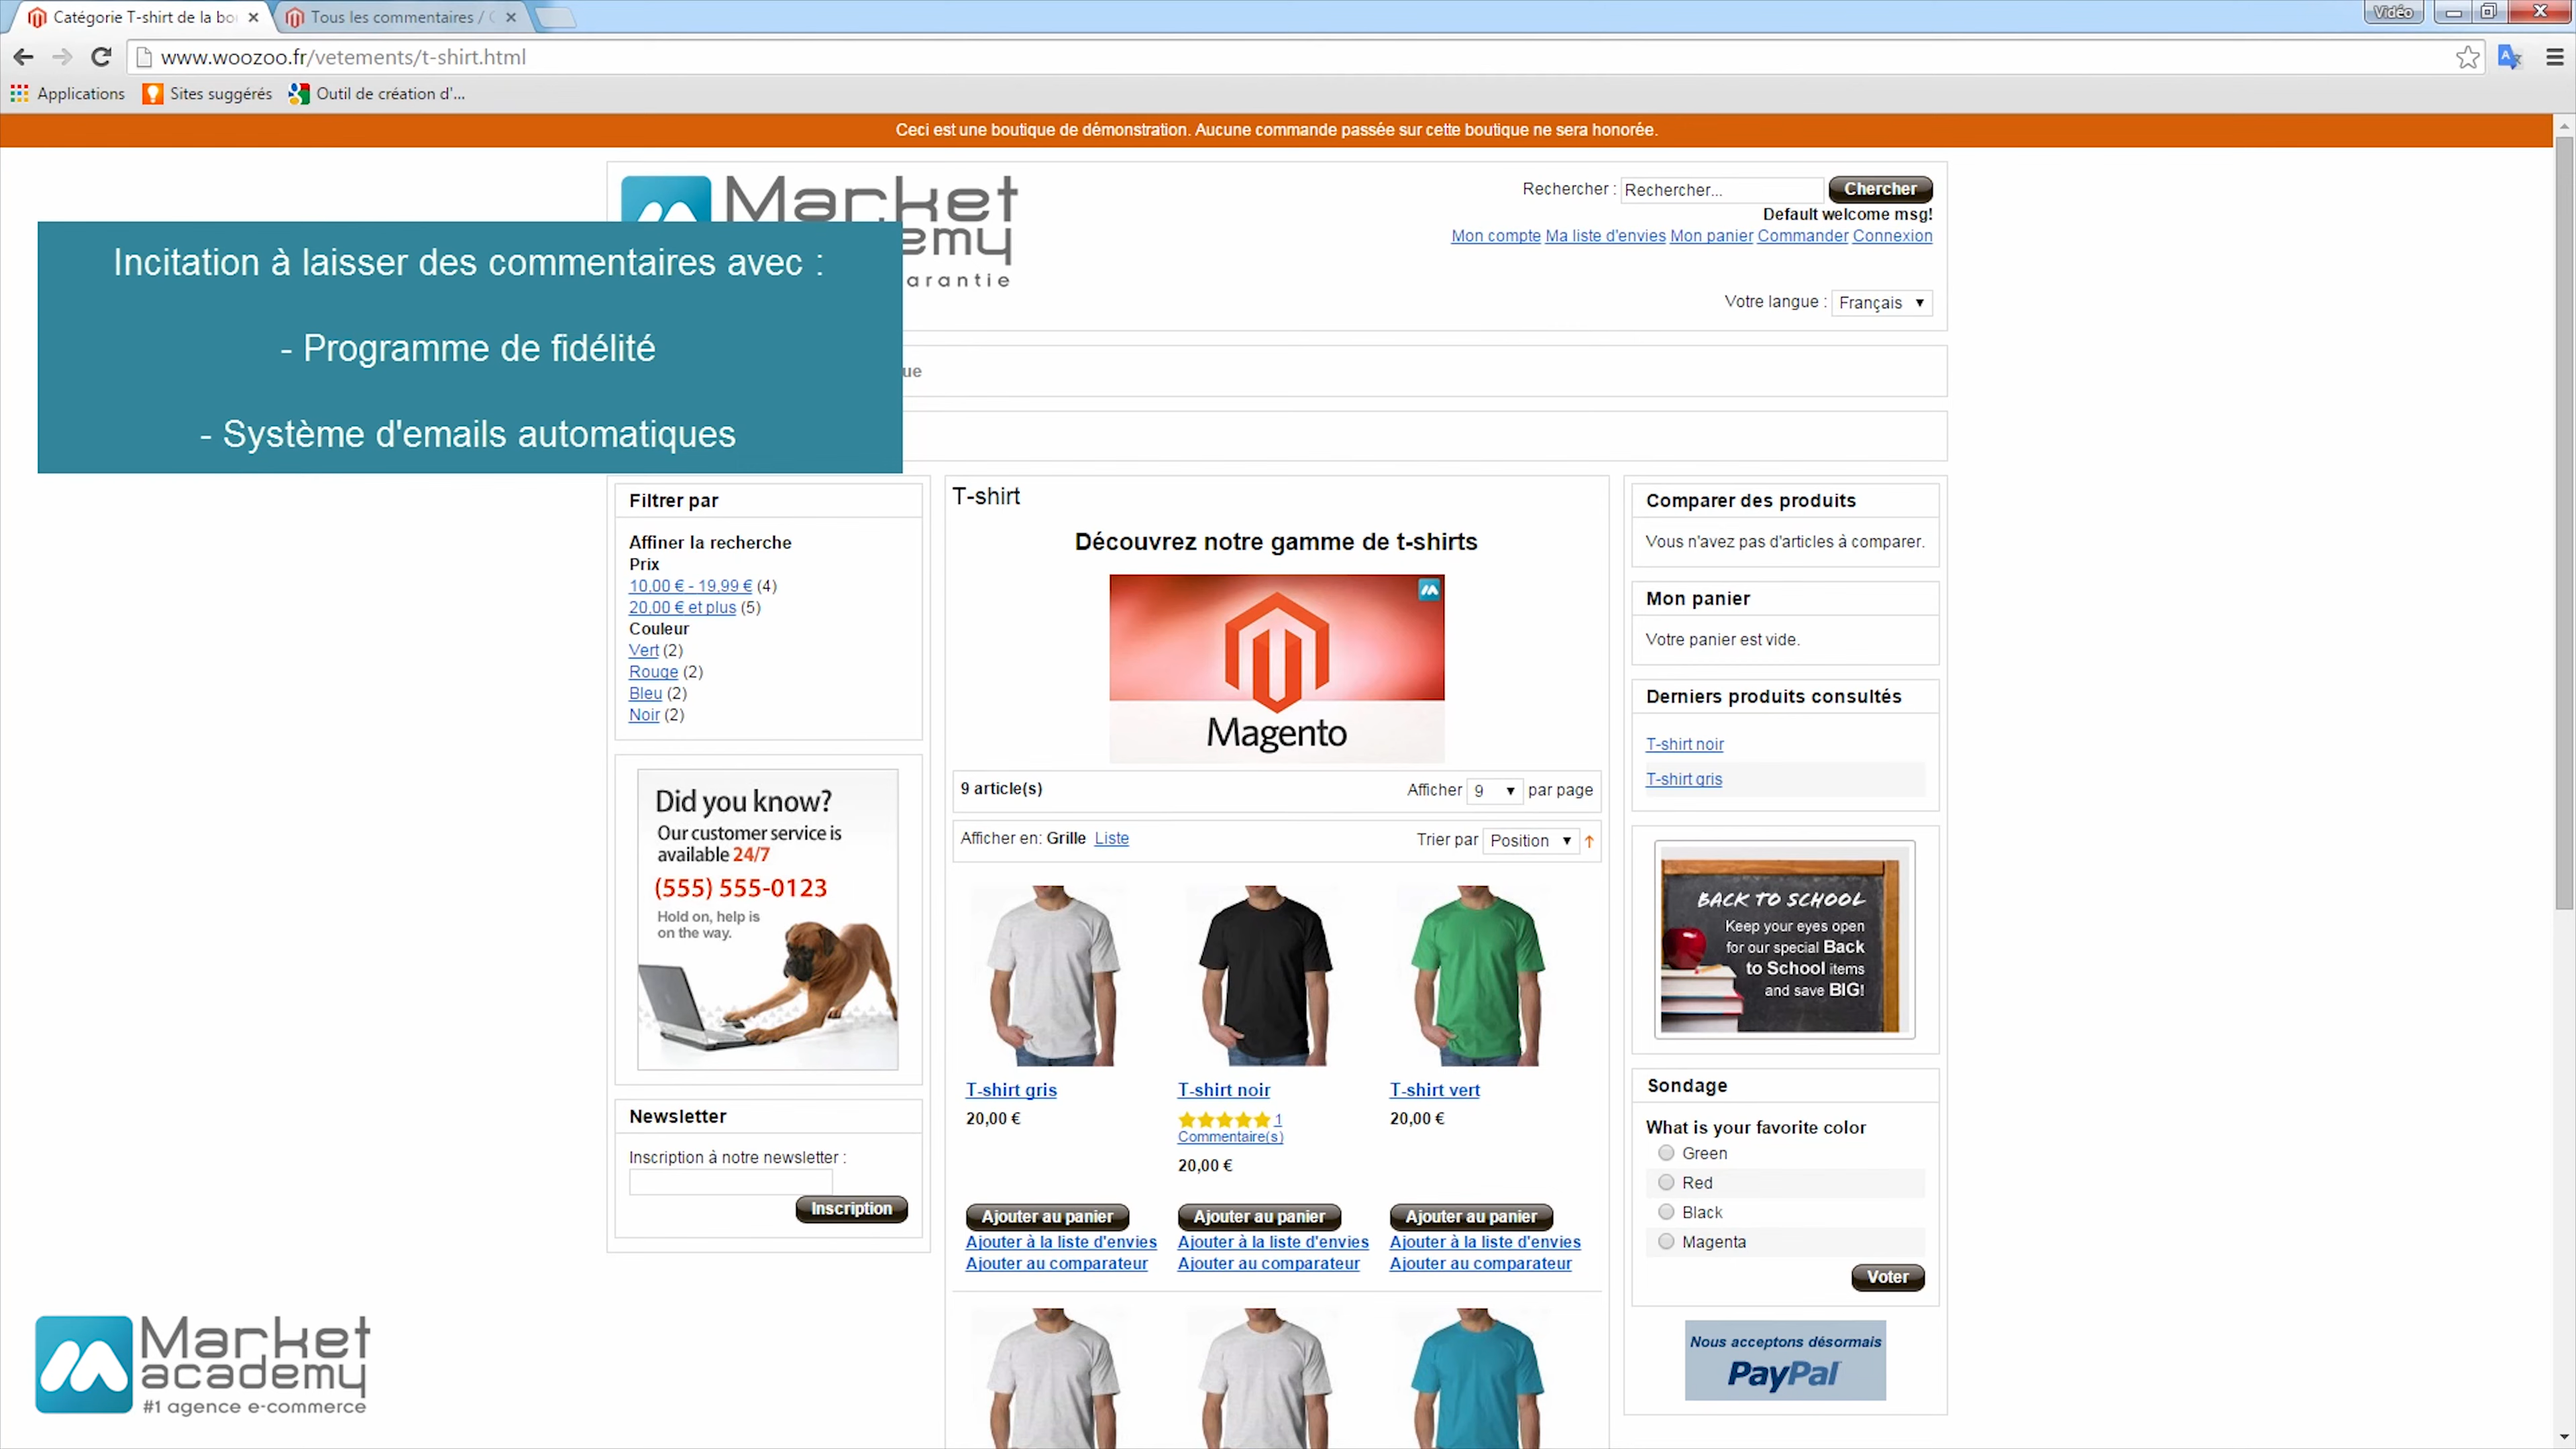 Catégorie T-shirt de la bo
Tous les commentaires / C
Vidéo
www.woozoo.fr/vetements/t-shirt.html
Applications
Sites suggérés
Outil de création d'...
Ceci est une boutique de démonstration. Aucune commande passée sur cette boutique ne sera honorée.
Market
emy
arantie
Rechercher : Rechercher... Chercher
Default welcome msg!
Mon compte Ma liste d'envies Mon panier Commander Connexion
Votre langue : Français
ue
Incitation à laisser des commentaires avec :
- Programme de fidélité
- Système d'emails automatiques
Filtrer par
Affiner la recherche
Prix
10,00 € - 19,99 € (4)
20,00 € et plus (5)
Couleur
Vert (2)
Rouge (2)
Bleu (2)
Noir (2)
Did you know?
Our customer service is
available 24/7
(555) 555-0123
Hold on, help is
on the way.
Newsletter
Inscription à notre newsletter :
Inscription
T-shirt
Découvrez notre gamme de t-shirts
Magento
9 article(s)
Afficher 9 par page
Afficher en: Grille Liste
Trier par Position
T-shirt gris
20,00 €
Ajouter au panier
Ajouter à la liste d'envies
Ajouter au comparateur
T-shirt noir
1
Commentaire(s)
20,00 €
Ajouter au panier
Ajouter à la liste d'envies
Ajouter au comparateur
T-shirt vert
20,00 €
Ajouter au panier
Ajouter à la liste d'envies
Ajouter au comparateur
Comparer des produits
Vous n'avez pas d'articles à comparer.
Mon panier
Votre panier est vide.
Derniers produits consultés
T-shirt noir
T-shirt gris
BACK TO SCHOOL
Keep your eyes open
for our special Back
to School items
and save BIG!
Sondage
What is your favorite color
Green
Red
Black
Magenta
Voter
Nous acceptons désormais
PayPal
Market
academy
#1 agence e-commerce